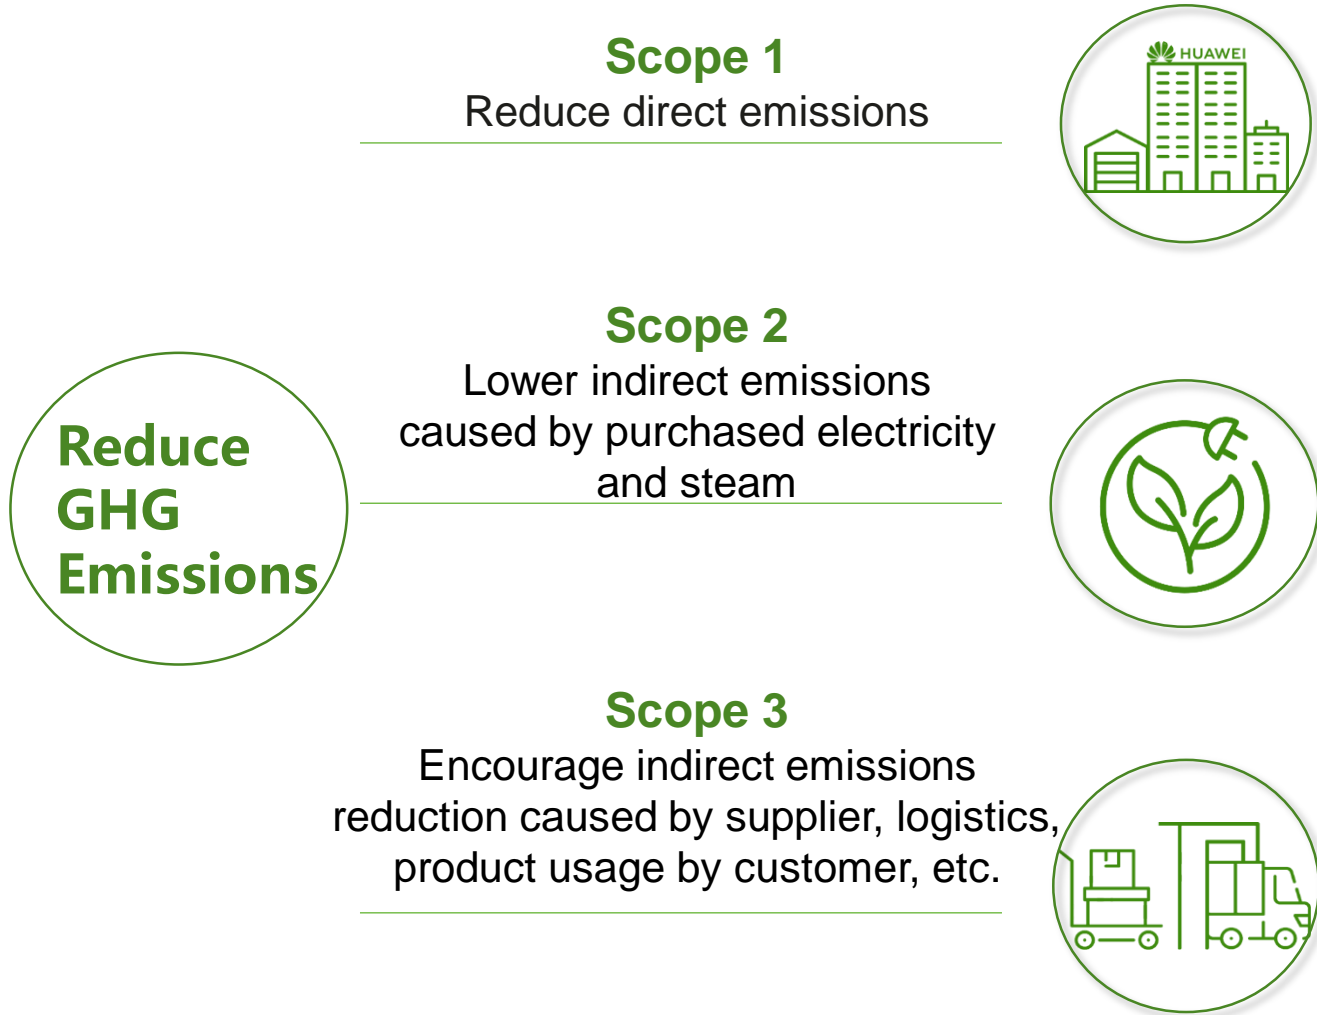 Scope 1
Reduce direct emissions
HUAWEI
Scope 2
Lower indirect emissions
caused by purchased electricity
and steam
Reduce
GHG
Emissions
Scope 3
Encourage indirect emissions
reduction caused by supplier, logistics,
product usage by customer, etc.